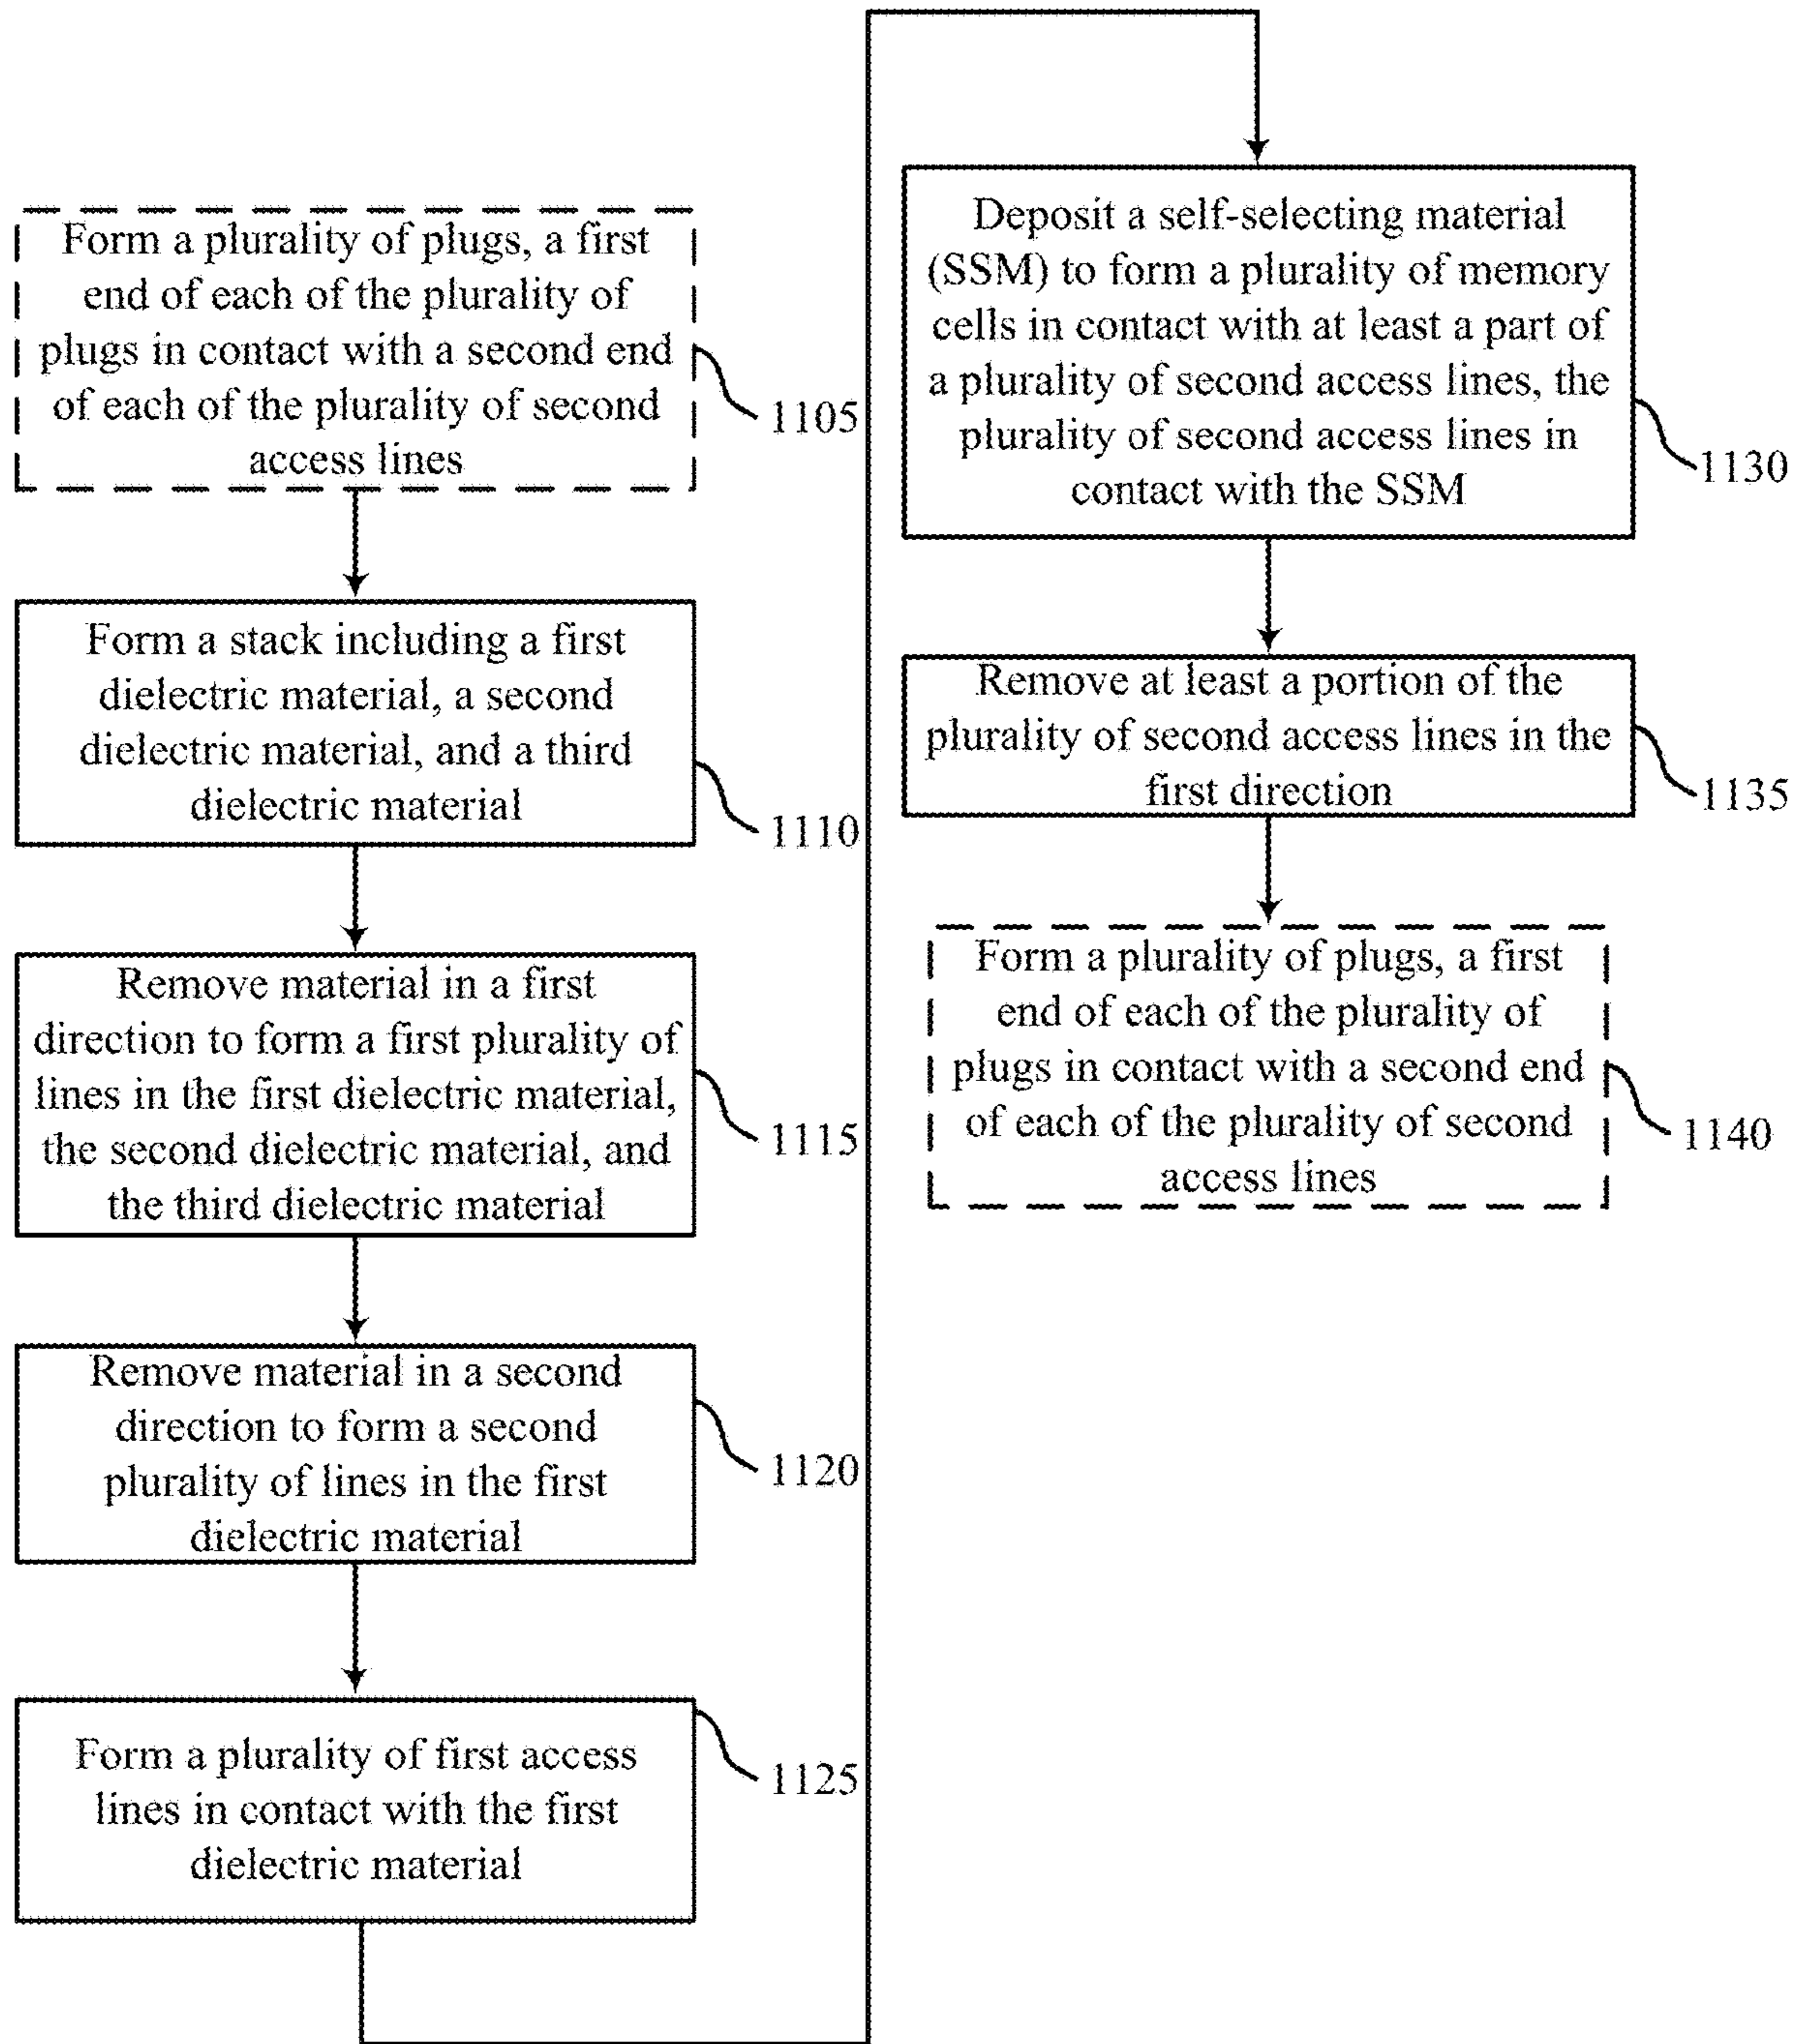 Form a plurality of plugs, a first
end of each of the plurality of
plugs in contact with a second end
of each of the plurality of second
access lines
1105
Form a stack including a first
dielectric material, a second
dielectric material, and a third
dielectric material
1110
Remove material in a first
direction to form a first plurality of
lines in the first dielectric material,
the second dielectric material, and
the third dielectric material
1115
Remove material in a second
direction to form a second
plurality of lines in the first
dielectric material
1120
Form a plurality of first access
lines in contact with the first
dielectric material
1125
Deposit a self-selecting material
(SSM) to form a plurality of memory
cells in contact with at least a part of
a plurality of second access lines, the
plurality of second access lines in
contact with the SSM
1130
Remove at least a portion of the
plurality of second access lines in the
first direction
1135
Form a plurality of plugs, a first
end of each of the plurality of
plugs in contact with a second end
of each of the plurality of second
access lines
1140